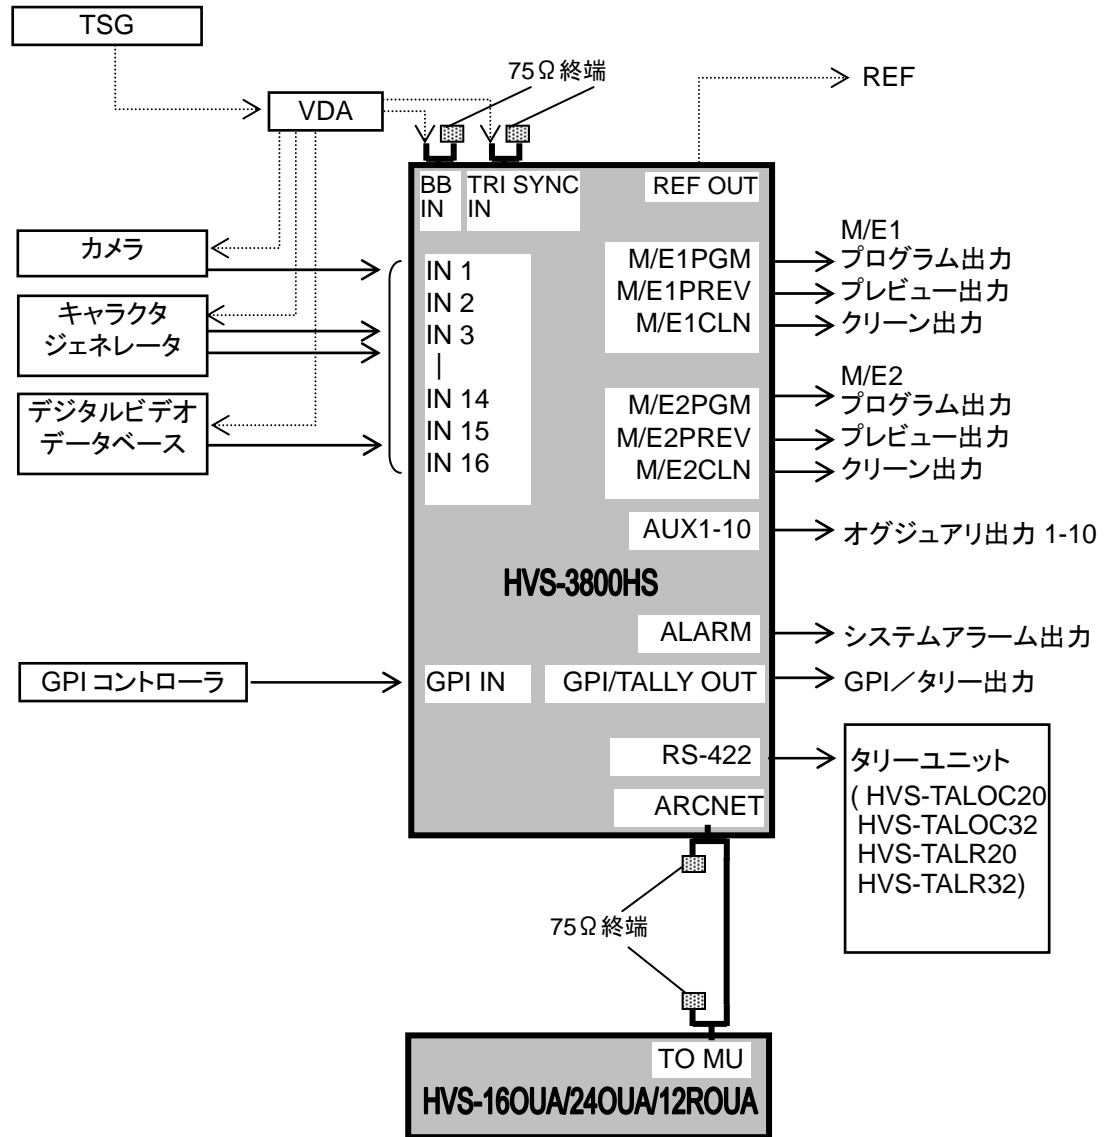 TSG
75Ω終端
REF
VDA
BB
IN
TRI SYNC
IN
REF OUT
カメラ
キャラクタ
ジェネレータ
デジタルビデオ
データベース
IN 1
IN 2
IN 3
|
IN 14
IN 15
IN 16
M/E1PGM
M/E1PREV
M/E1CLN
M/E1
プログラム出力
プレビュー出力
クリーン出力
M/E2PGM
M/E2PREV
M/E2CLN
M/E2
プログラム出力
プレビュー出力
クリーン出力
AUX1-10
オグジュアリ出力 1-10
HVS-3800HS
ALARM
システムアラーム出力
GPI コントローラ
GPI IN
GPI/TALLY OUT
GPI／タリー出力
RS-422
タリーユニット
( HVS-TALOC20
HVS-TALOC32
HVS-TALR20
HVS-TALR32)
ARCNET
75Ω終端
TO MU
HVS-16OUA/24OUA/12ROUA